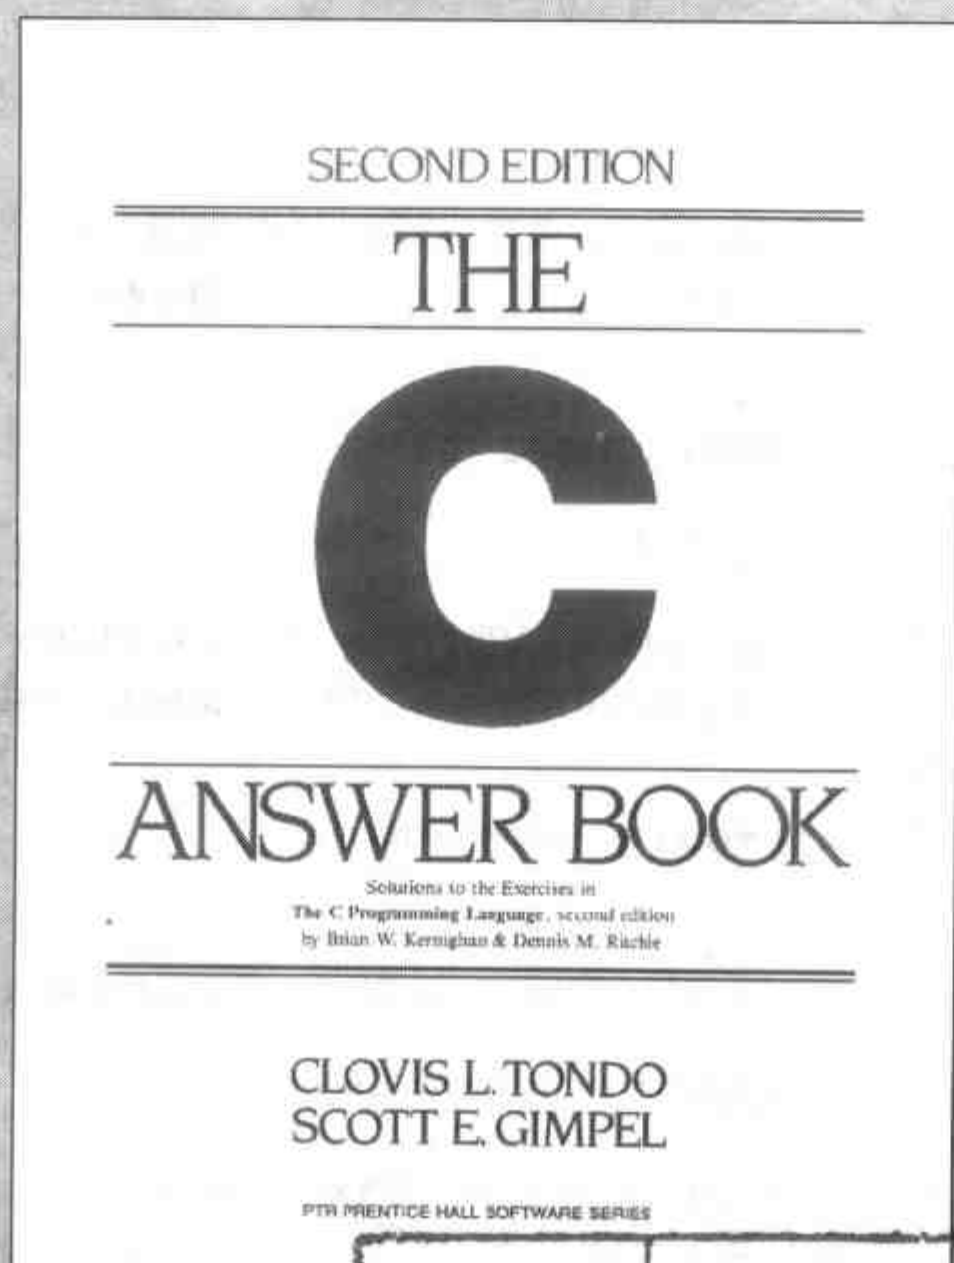 SECOND EDITION
THE
C
ANSWER BOOK
Solutions to the Exercises in
The C Programming Language, second edition
by Brian W. Kernighan & Dennis M. Ritchie
CLOVIS L. TONDO
SCOTT E. GIMPEL
PTR PRENTICE HALL SOFTWARE SERIES